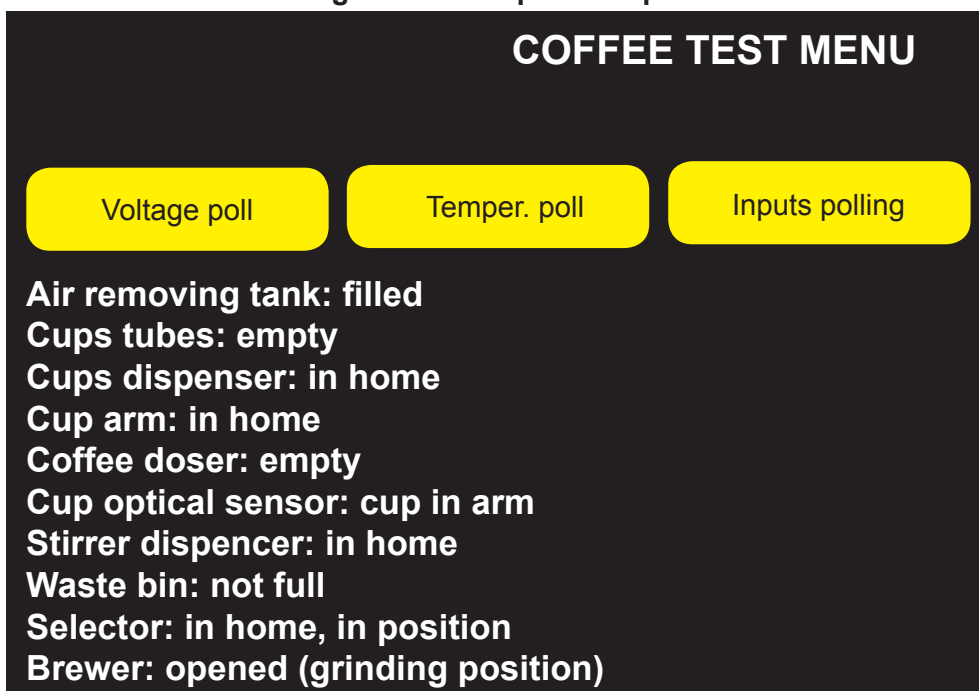 COFFEE TEST MENU
Voltage poll
Temper. poll
Inputs polling
Air removing tank: filled
Cups tubes: empty
Cups dispenser: in home
Cup arm: in home
Coffee doser: empty
Cup optical sensor: cup in arm
Stirrer dispencer: in home
Waste bin: not full
Selector: in home, in position
Brewer: opened (grinding position)